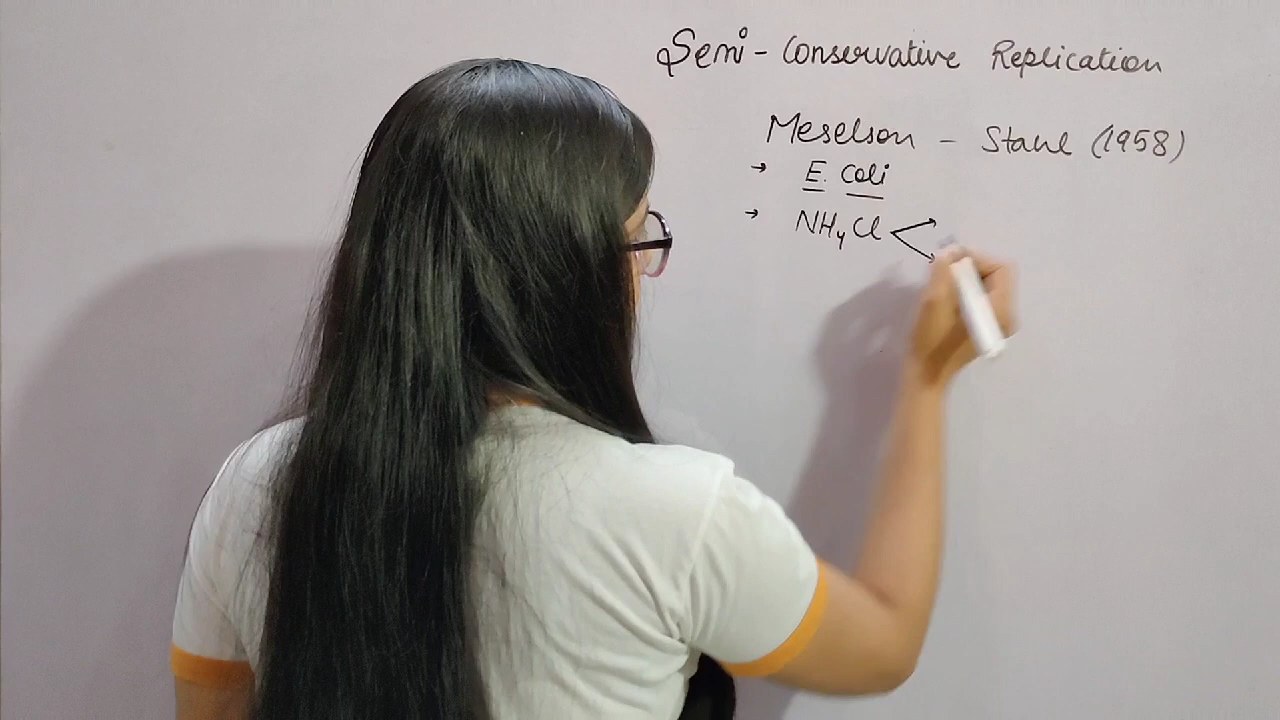 Semi - Conservative Replication
Meselson - Stahl (1958)
→ E. Coli
→ NH₄Cl